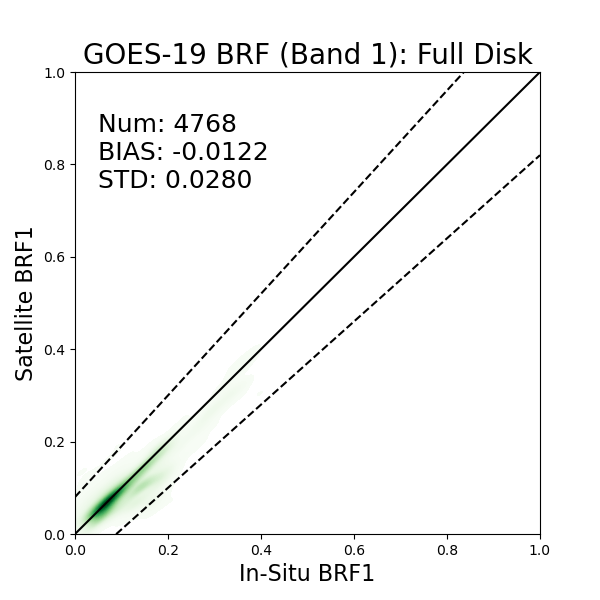 GOES-19 BRF (Band 1): Full Disk
Num: 4768
BIAS: -0.0122
STD: 0.0280
Satellite BRF1
1.0
0.8
0.6
0.4
0.2
0.0
0.0 0.2 0.4 0.6 0.8 1.0
In-Situ BRF1